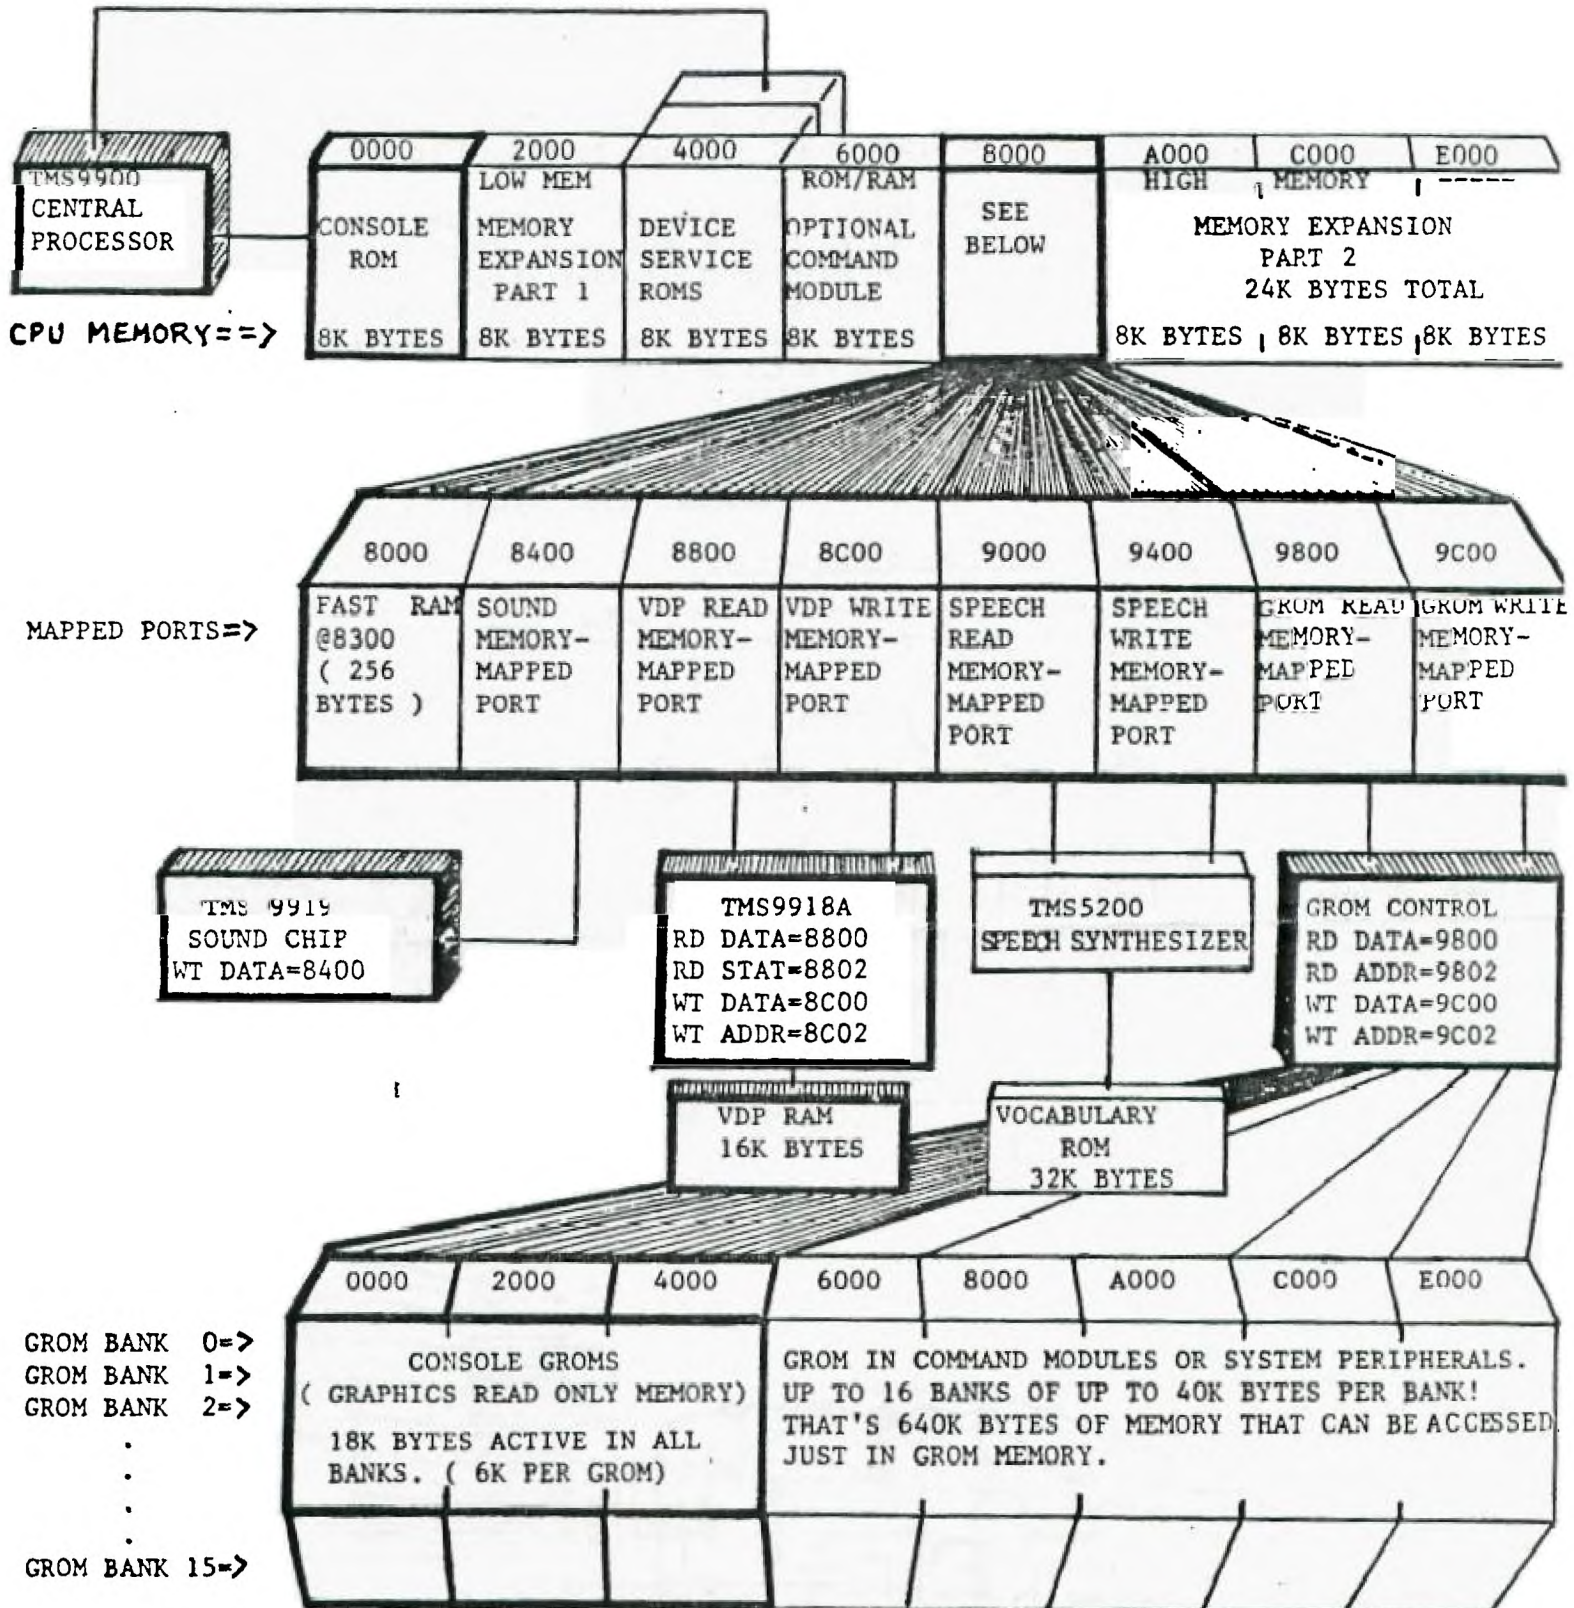 0000 2000 4000 6000 8000 A000 C000 E000
TMS9900
CENTRAL
PROCESSOR
CONSOLE
ROM
8K BYTES
LOW MEM
MEMORY
EXPANSION
PART 1
8K BYTES
DEVICE
SERVICE
ROMS
8K BYTES
ROM/RAM
OPTIONAL
COMMAND
MODULE
8K BYTES
SEE
BELOW
HIGH MEMORY -----
MEMORY EXPANSION
PART 2
24K BYTES TOTAL
8K BYTES 8K BYTES 8K BYTES
CPU MEMORY==>
8000 8400 8800 8C00 9000 9400 9800 9C00
MAPPED PORTS=>
FAST RAM
@8300
( 256
BYTES )
SOUND
MEMORY-
MAPPED
PORT
VDP READ
MEMORY-
MAPPED
PORT
VDP WRITE
MEMORY-
MAPPED
PORT
SPEECH
READ
MEMORY-
MAPPED
PORT
SPEECH
WRITE
MEMORY-
MAPPED
PORT
GROM READ
MEMORY-
MAPPED
PORT
GROM WRITE
MEMORY-
MAPPED
PORT
TMS 9919
SOUND CHIP
WT DATA=8400
TMS9918A
RD DATA=8800
RD STAT=8802
WT DATA=8C00
WT ADDR=8C02
TMS5200
SPEECH SYNTHESIZER
GROM CONTROL
RD DATA=9800
RD ADDR=9802
WT DATA=9C00
WT ADDR=9C02
VDP RAM
16K BYTES
VOCABULARY
ROM
32K BYTES
0000 2000 4000 6000 8000 A000 C000 E000
GROM BANK 0=>
GROM BANK 1=>
GROM BANK 2=>
.
.
.
.
GROM BANK 15=>
CONSOLE GROMS
( GRAPHICS READ ONLY MEMORY)
18K BYTES ACTIVE IN ALL
BANKS. ( 6K PER GROM)
GROM IN COMMAND MODULES OR SYSTEM PERIPHERALS.
UP TO 16 BANKS OF UP TO 40K BYTES PER BANK!
THAT'S 640K BYTES OF MEMORY THAT CAN BE ACCESSED
JUST IN GROM MEMORY.